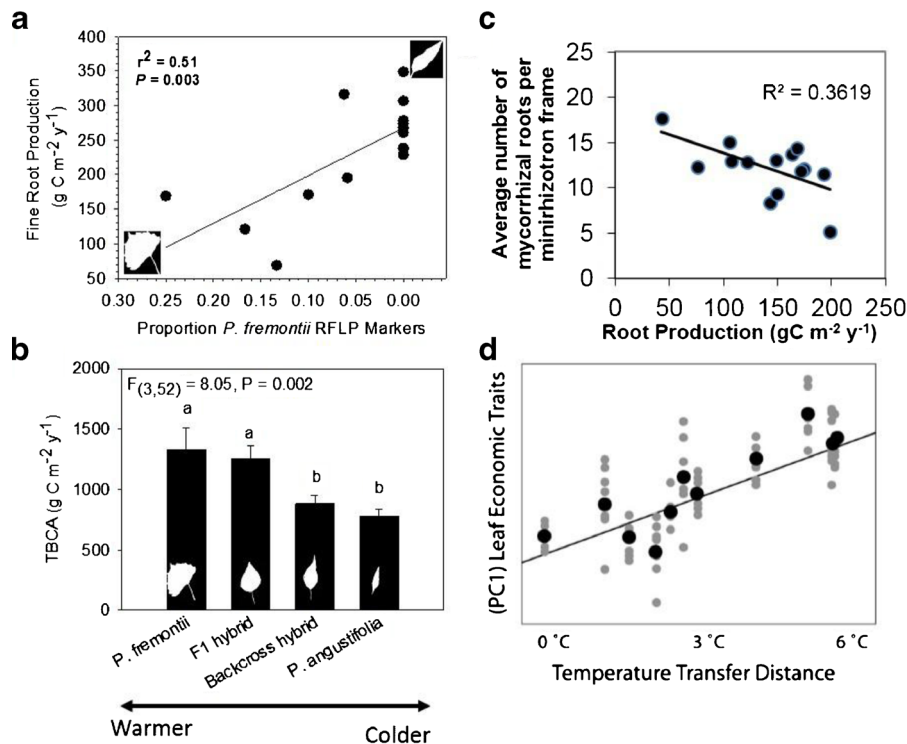 a
400
350
300
250
200
150
100
50
Fine Root Production
(g C m⁻² y⁻¹)
r² = 0.51
P = 0.003
0.30 0.25 0.20 0.15 0.10 0.05 0.00
Proportion P. fremontii RFLP Markers
b
2000
1500
1000
500
0
TBCA (g C m⁻² y⁻¹)
F(3,52) = 8.05, P = 0.002
a
a
b
b
P. fremontii
F1 hybrid
Backcross hybrid
P. angustifolia
Warmer
Colder
c
25
20
15
10
5
0
Average number of
mycorrhizal roots per
minirhizotron frame
R² = 0.3619
0 50 100 150 200 250
Root Production (gC m⁻² y⁻¹)
d
(PC1) Leaf Economic Traits
0 ˚C 3 ˚C 6 ˚C
Temperature Transfer Distance